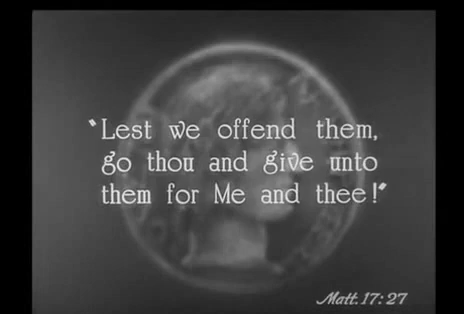 "Lest we offend them,
go thou and give unto
them for Me and thee!"
Matt. 17:27